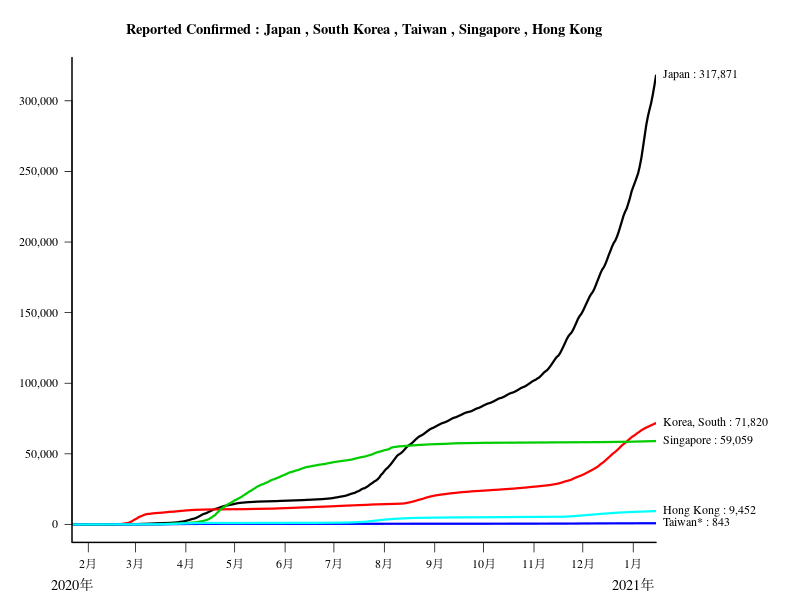 Reported Confirmed : Japan , South Korea , Taiwan , Singapore , Hong Kong
Japan : 317,871
300,000
250,000
200,000
150,000
100,000
50,000
0
Korea, South : 71,820
Singapore : 59,059
Hong Kong : 9,452
Taiwan* : 843
2月 3月 4月 5月 6月 7月 8月 9月 10月 11月 12月 1月
2020年 2021年